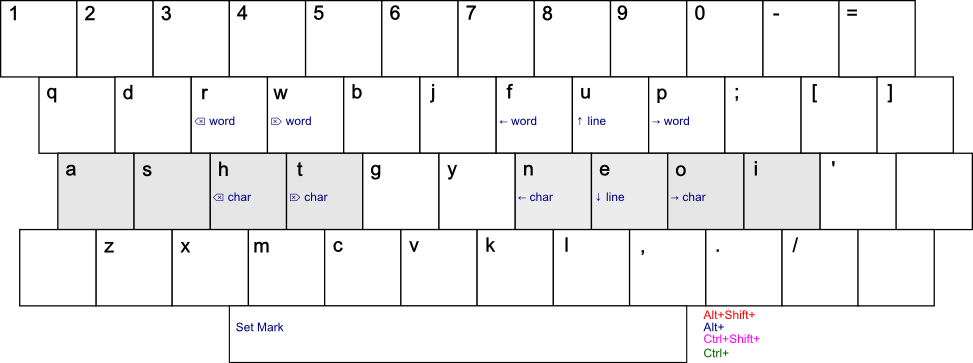 1 2 3 4 5 6 7 8 9 0 - =
q d r w b j f u p ; [ ]
⌫ word ⌦ word ← word ↑ line → word
a s h t g y n e o i '
⌫ char ⌦ char ← char ↓ line → char
z x m c v k l , . /
Set Mark
Alt+Shift+
Alt+
Ctrl+Shift+
Ctrl+